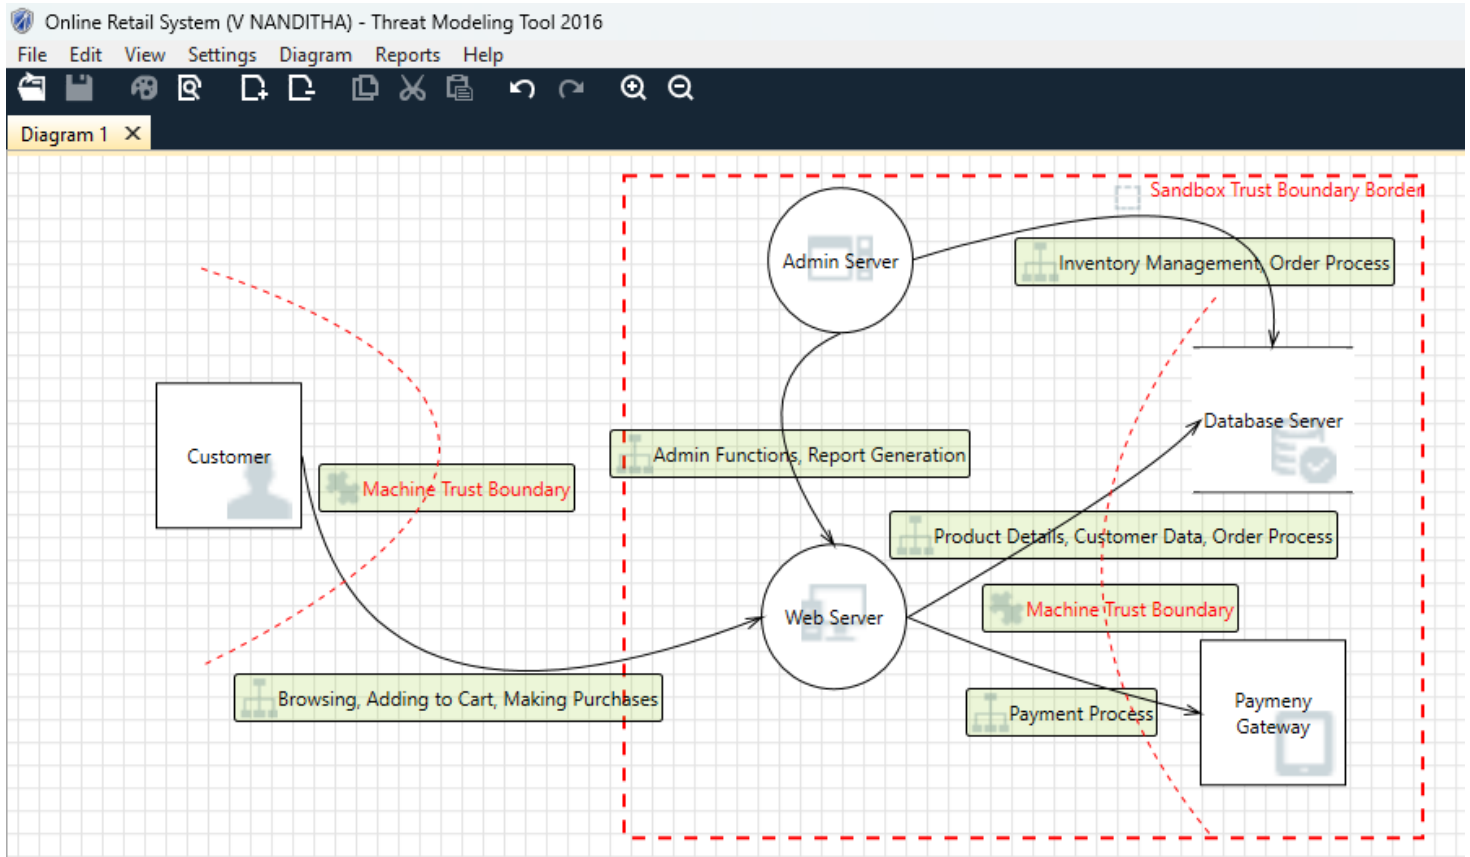 Online Retail System (V NANDITHA) - Threat Modeling Tool 2016
File Edit View Settings Diagram Reports Help
Diagram 1
Sandbox Trust Boundary Border
Admin Server
Inventory Management, Order Process
Database Server
Customer
Admin Functions, Report Generation
Machine Trust Boundary
Product Details, Customer Data, Order Process
Web Server
Machine Trust Boundary
Browsing, Adding to Cart, Making Purchases
Payment Process
Paymeny
Gateway